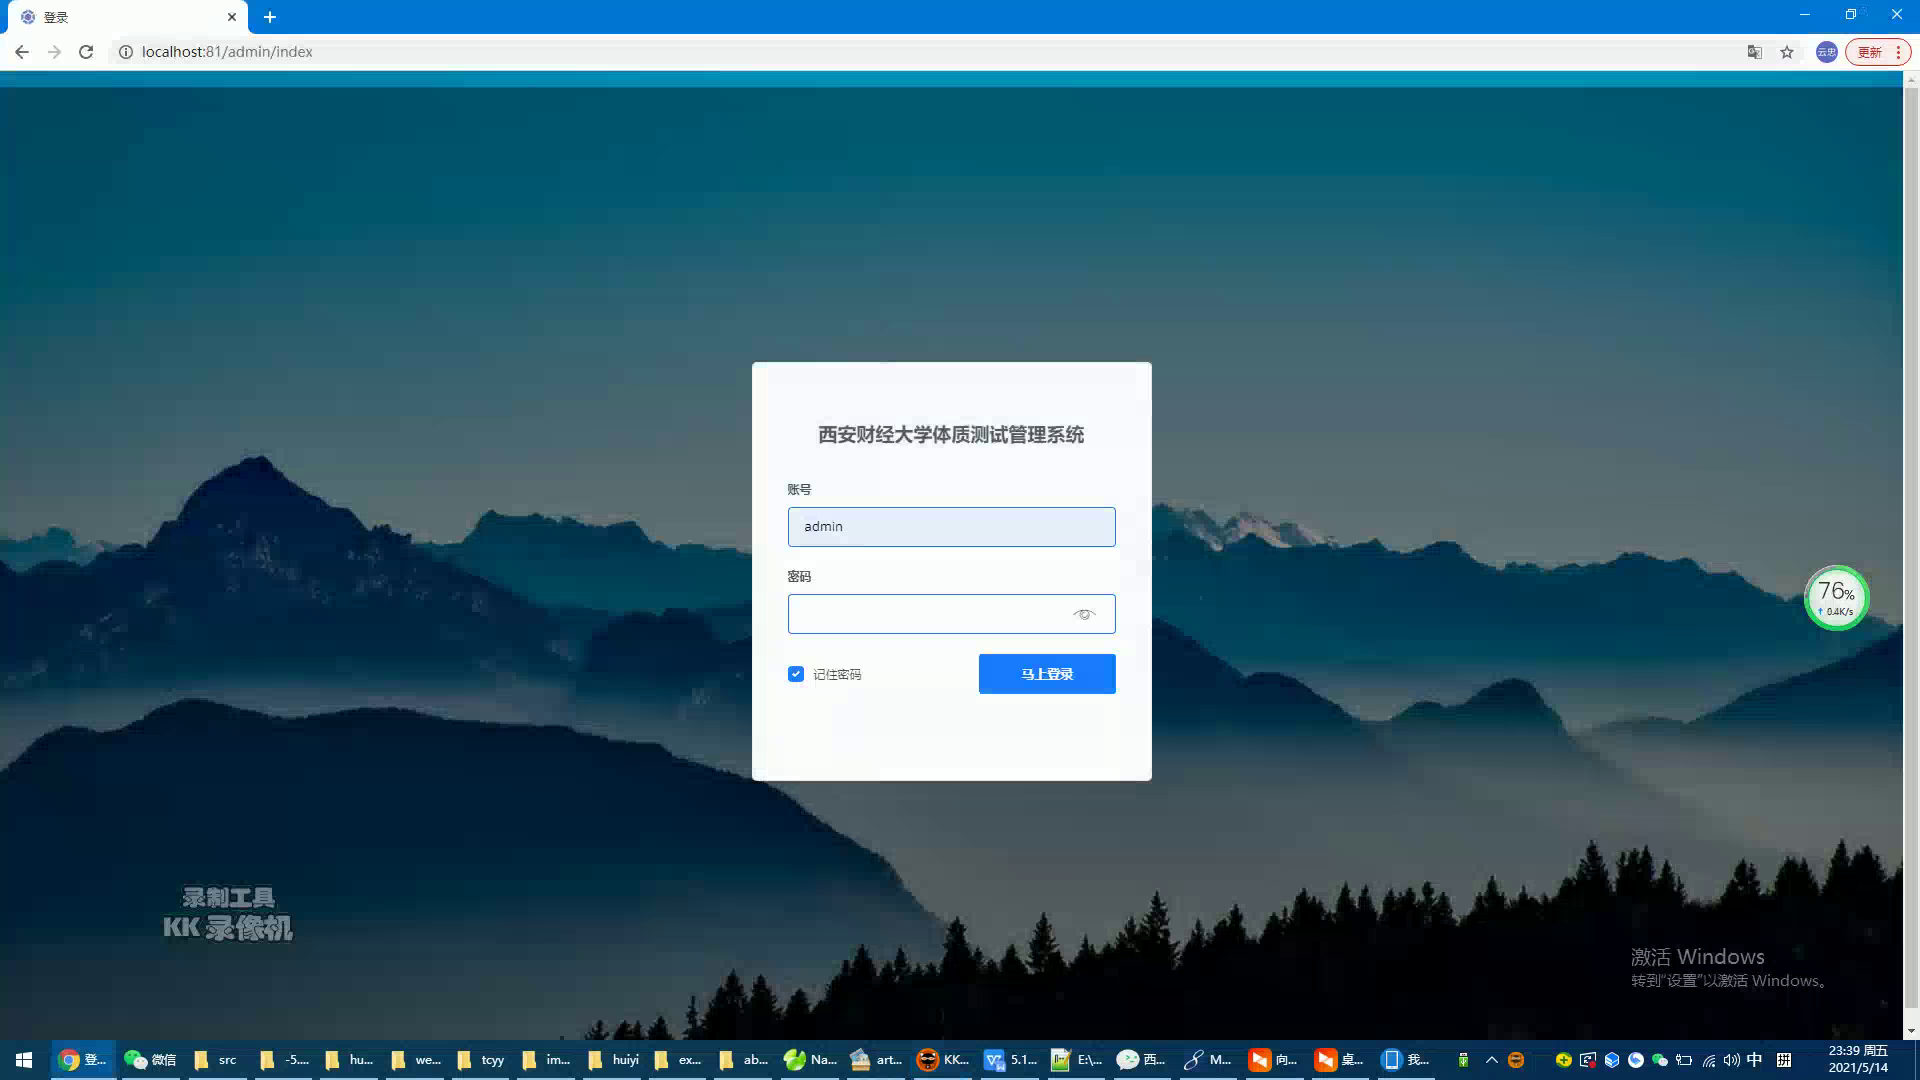 登录
localhost:81/admin/index
云忠
更新
西安财经大学体质测试管理系统
账号
admin
密码
记住密码
马上登录
76%
↑ 0.4K/s
录制工具
KK 录像机
激活 Windows
转到"设置"以激活 Windows。
登...
微信
src
-5....
hu...
we...
tcyy
im...
huiyi
ex...
ab...
Na...
art...
KK...
5.1...
E:\...
西...
M...
向...
桌...
我...
中
拼
23:39 周五
2021/5/14